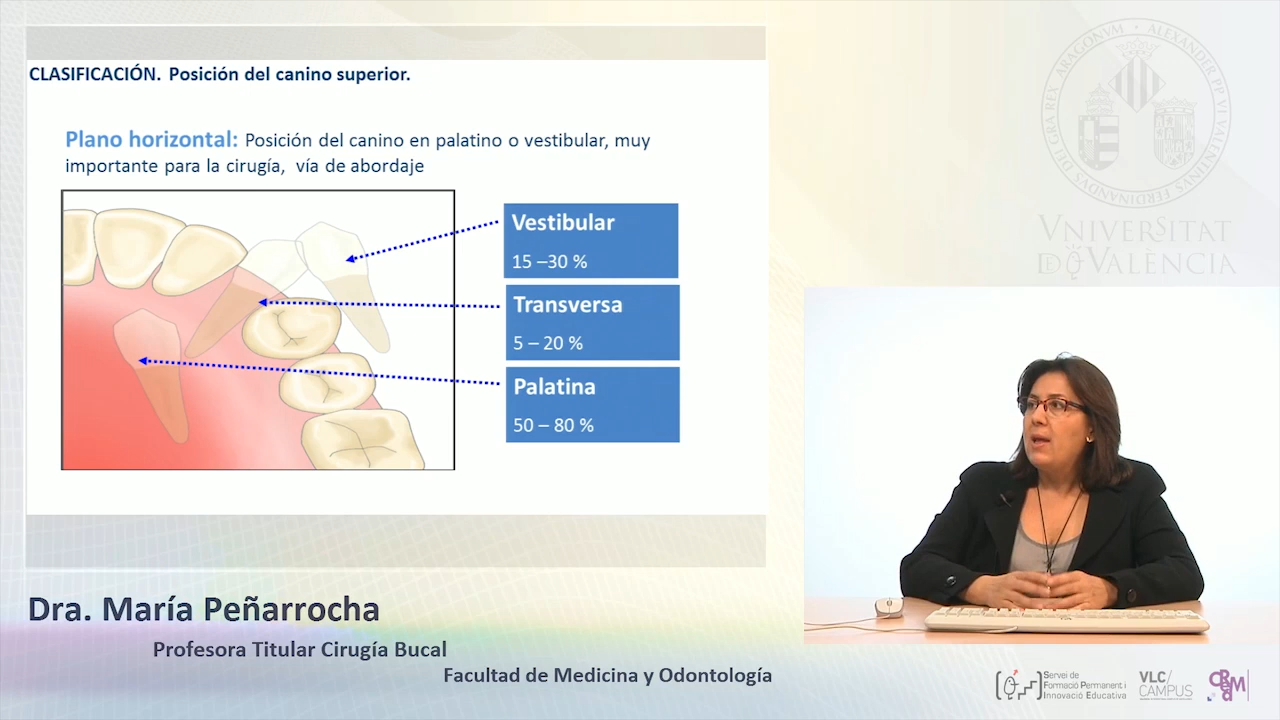 CLASIFICACIÓN. Posición del canino superior.
Plano horizontal: Posición del canino en palatino o vestibular, muy
importante para la cirugía, vía de abordaje
Vestibular
15 –30 %
Transversa
5 – 20 %
Palatina
50 – 80 %
VNIVERSITAT
D VALÈNCIA
Dra. María Peñarrocha
Profesora Titular Cirugía Bucal
Facultad de Medicina y Odontología
Servei de
Formació Permanent i
Innovació Educativa
VLC/
CAMPUS